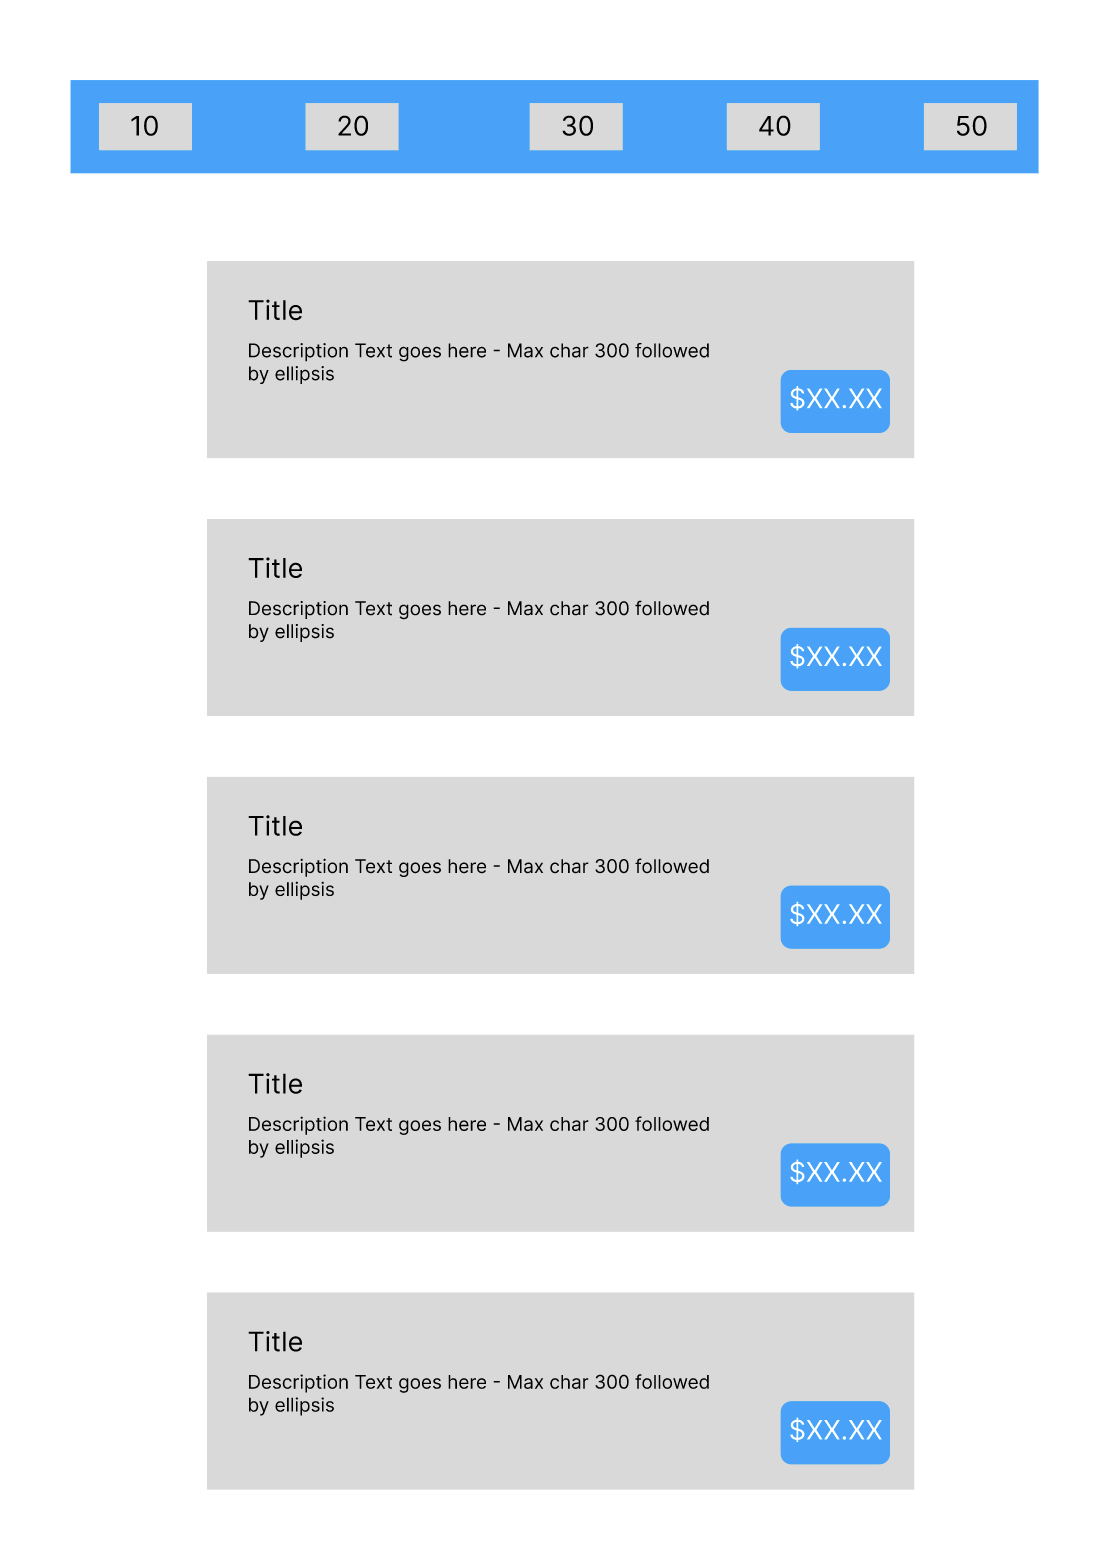 10 20 30 40 50
Title
Description Text goes here - Max char 300 followed
by ellipsis
$XX.XX
Title
Description Text goes here - Max char 300 followed
by ellipsis
$XX.XX
Title
Description Text goes here - Max char 300 followed
by ellipsis
$XX.XX
Title
Description Text goes here - Max char 300 followed
by ellipsis
$XX.XX
Title
Description Text goes here - Max char 300 followed
by ellipsis
$XX.XX